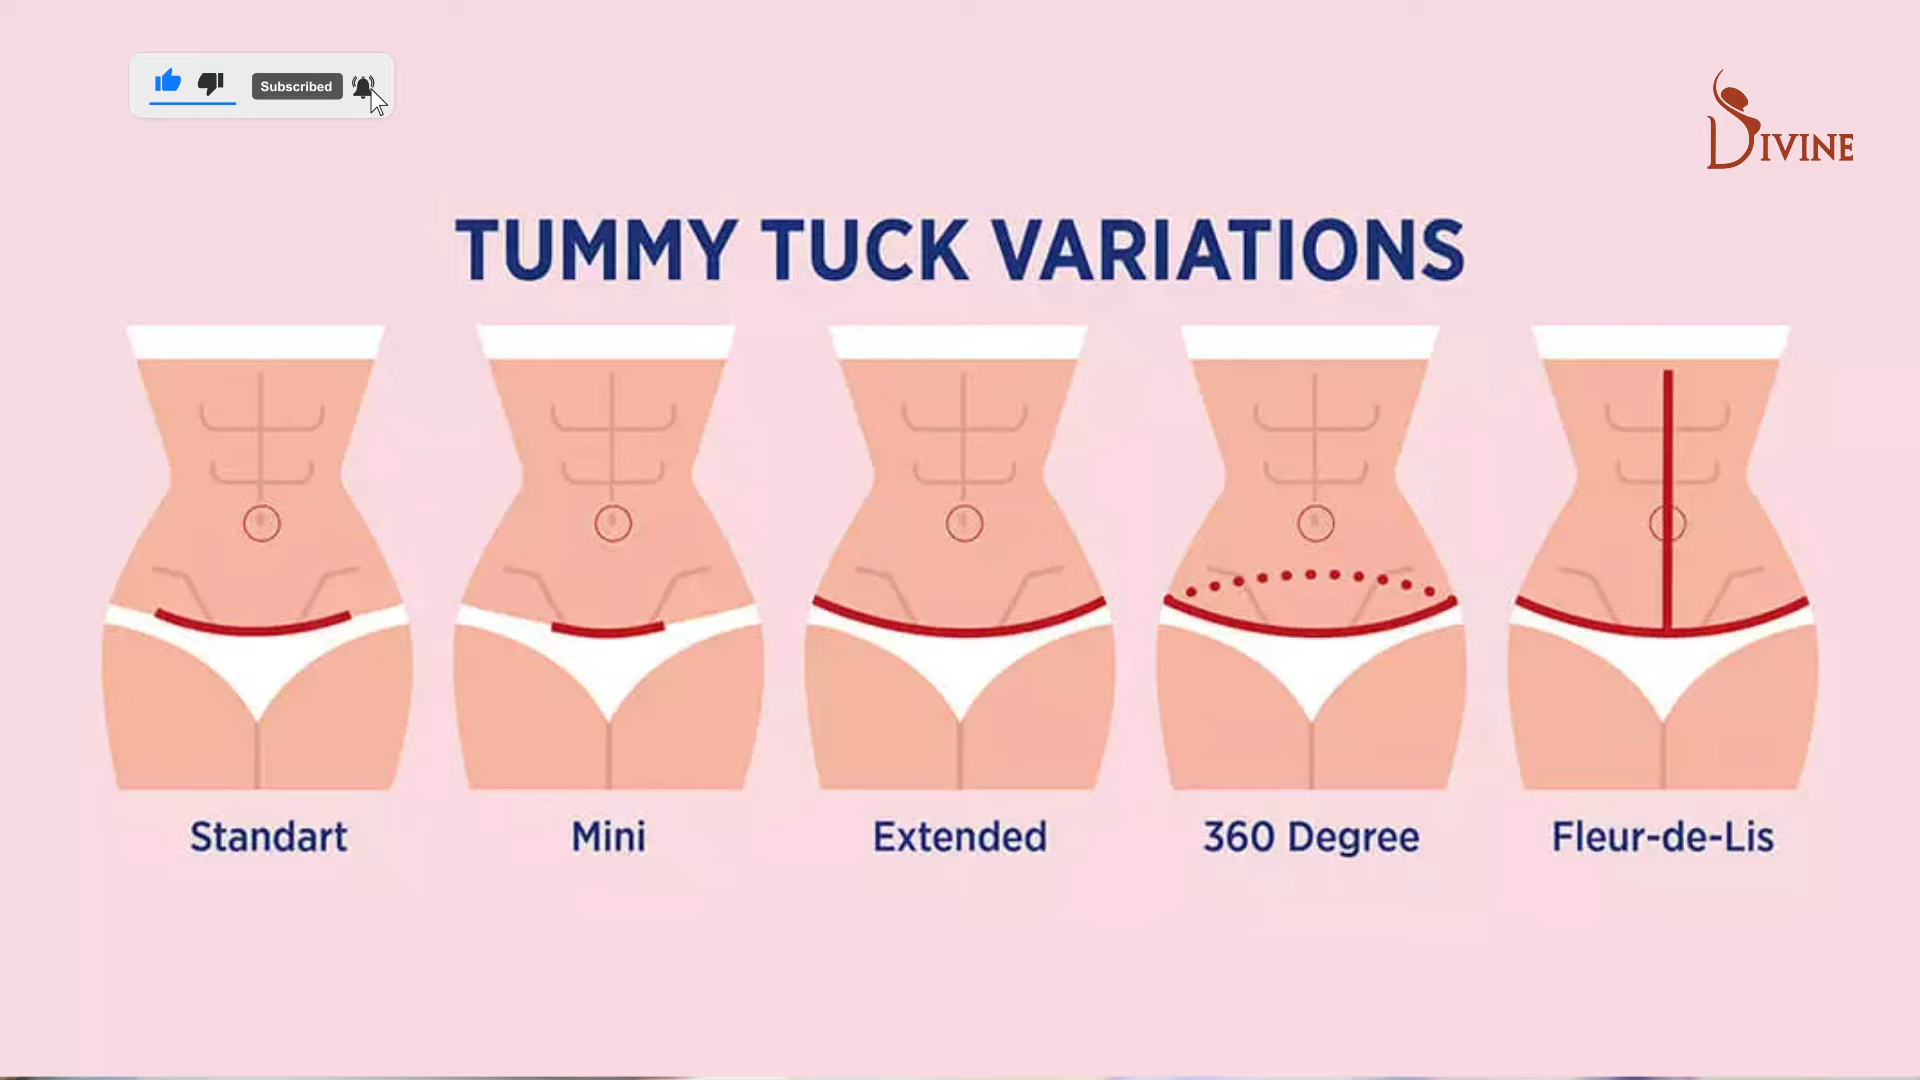 Subscribed
DIVINE
TUMMY TUCK VARIATIONS
Standart
Mini
Extended
360 Degree
Fleur-de-Lis